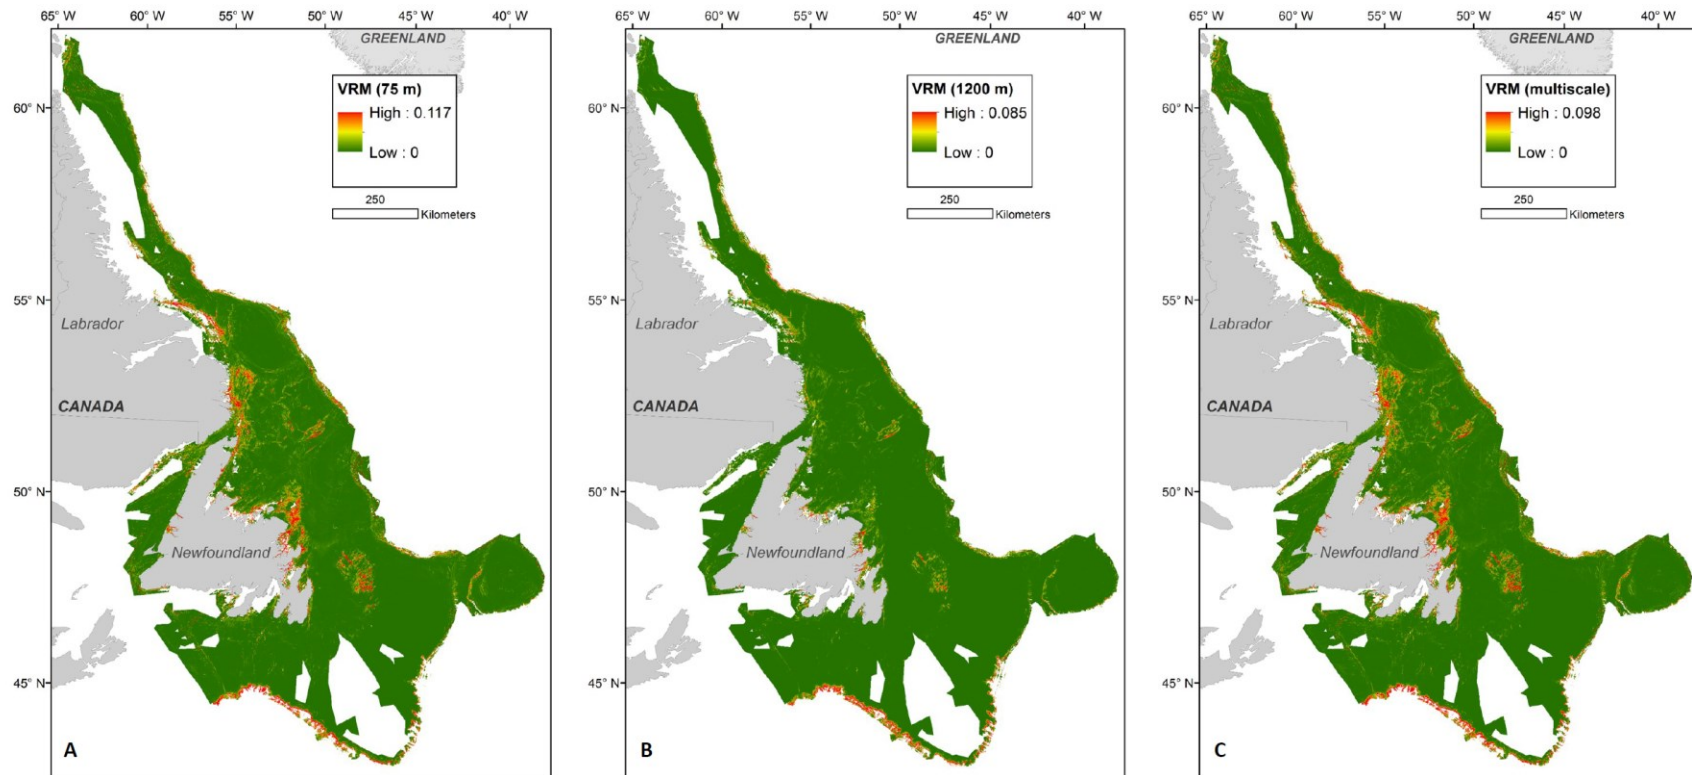 65° W 60° W 55° W 50° W 45° W 40° W
65° W 60° W 55° W 50° W 45° W 40° W
65° W 60° W 55° W 50° W 45° W 40° W
GREENLAND
VRM (75 m)
High : 0.117
Low : 0
250
Kilometers
60° N
55° N
50° N
45° N
Labrador
CANADA
Newfoundland
A
GREENLAND
VRM (1200 m)
High : 0.085
Low : 0
250
Kilometers
60° N
55° N
50° N
45° N
Labrador
CANADA
Newfoundland
B
GREENLAND
VRM (multiscale)
High : 0.098
Low : 0
250
Kilometers
60° N
55° N
50° N
45° N
Labrador
CANADA
Newfoundland
C